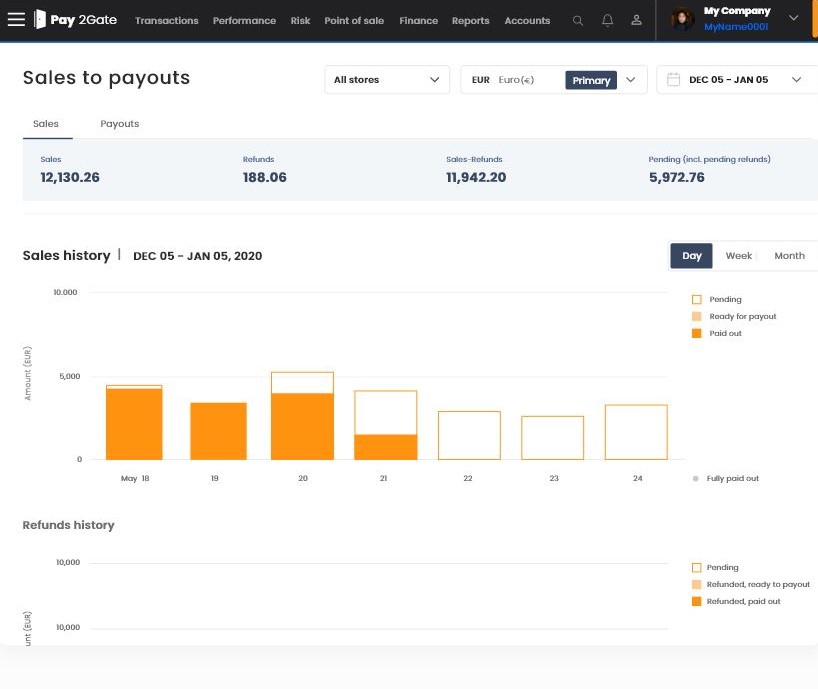 Pay 2Gate Transactions Performance Risk Point of sale Finance Reports Accounts
My Company
MyName0001
Sales to payouts
All stores
EUR Euro(€) Primary
DEC 05 - JAN 05
Sales Payouts
Sales Refunds Sales-Refunds Pending (incl. pending refunds)
12,130.26 188.06 11,942.20 5,972.76
Sales history | DEC 05 - JAN 05, 2020
Day Week Month
10.000
5,000
0
Amount (EUR)
May 18 19 20 21 22 23 24
Pending
Ready for payout
Paid out
Fully paid out
Refunds history
10,000
10,000
unt (EUR)
Pending
Refunded, ready to payout
Refunded, paid out